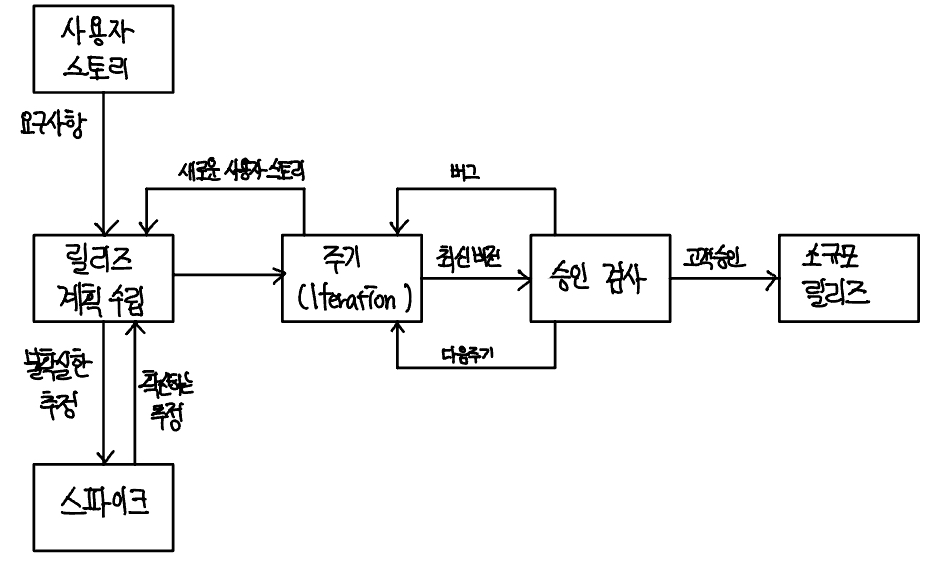 사용자
스토리
요구사항
새로운 사용자 스토리
버그
릴리즈
계획 수립
주기
(Iteration)
최신버전
승인 검사
고객승인
소규모
릴리즈
다음주기
불확실한
추정
확신하는
추정
스파이크